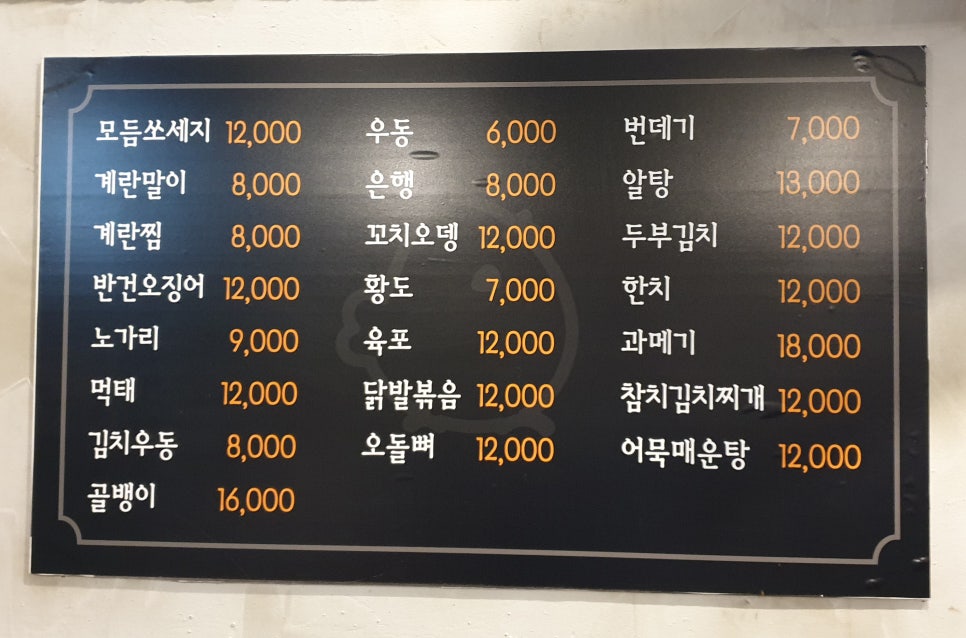 모듬쏘세지 12,000
계란말이 8,000
계란찜 8,000
반건오징어 12,000
노가리 9,000
먹태 12,000
김치우동 8,000
골뱅이 16,000
우동 6,000
은행 8,000
꼬치오뎅 12,000
황도 7,000
육포 12,000
닭발볶음 12,000
오돌뼈 12,000
번데기 7,000
알탕 13,000
두부김치 12,000
한치 12,000
과메기 18,000
참치김치찌개 12,000
어묵매운탕 12,000